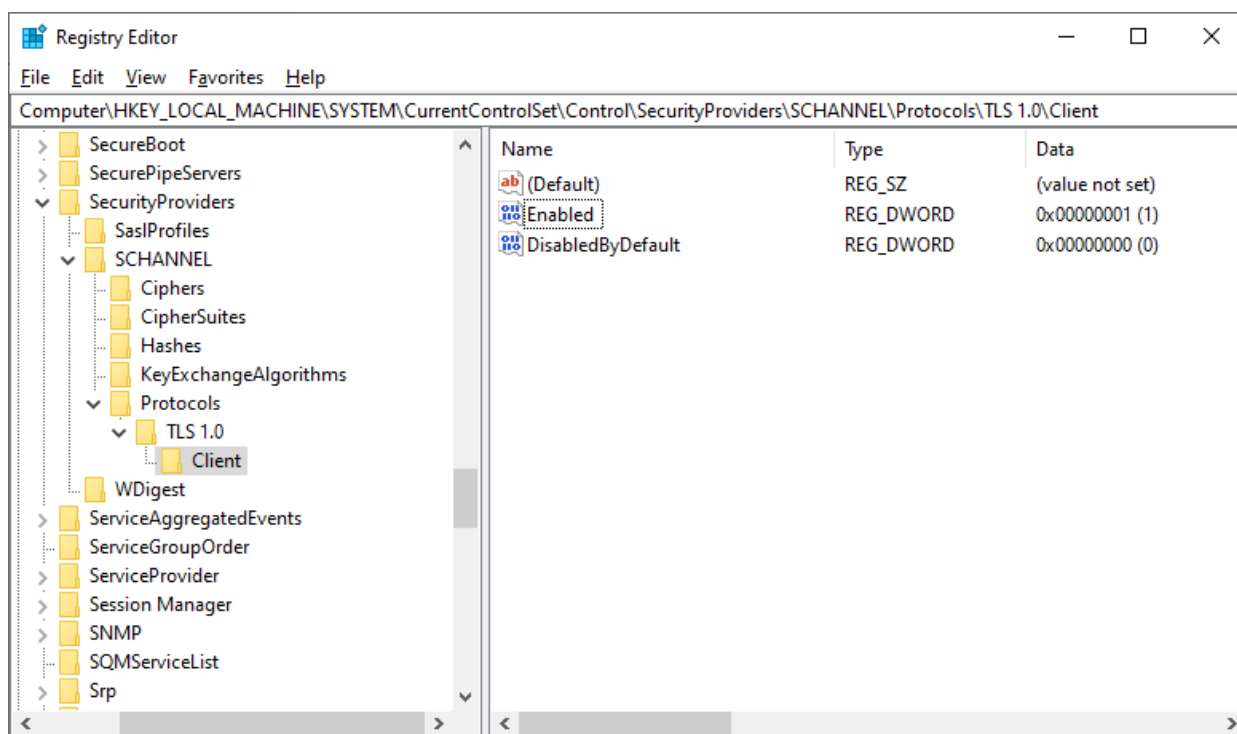 Registry Editor
File Edit View Favorites Help
Computer\HKEY_LOCAL_MACHINE\SYSTEM\CurrentControlSet\Control\SecurityProviders\SCHANNEL\Protocols\TLS 1.0\Client
SecureBoot
SecurePipeServers
SecurityProviders
SaslProfiles
SCHANNEL
Ciphers
CipherSuites
Hashes
KeyExchangeAlgorithms
Protocols
TLS 1.0
Client
WDigest
ServiceAggregatedEvents
ServiceGroupOrder
ServiceProvider
Session Manager
SNMP
SQMServiceList
Srp
Name Type Data
(Default) REG_SZ (value not set)
Enabled REG_DWORD 0x00000001 (1)
DisabledByDefault REG_DWORD 0x00000000 (0)